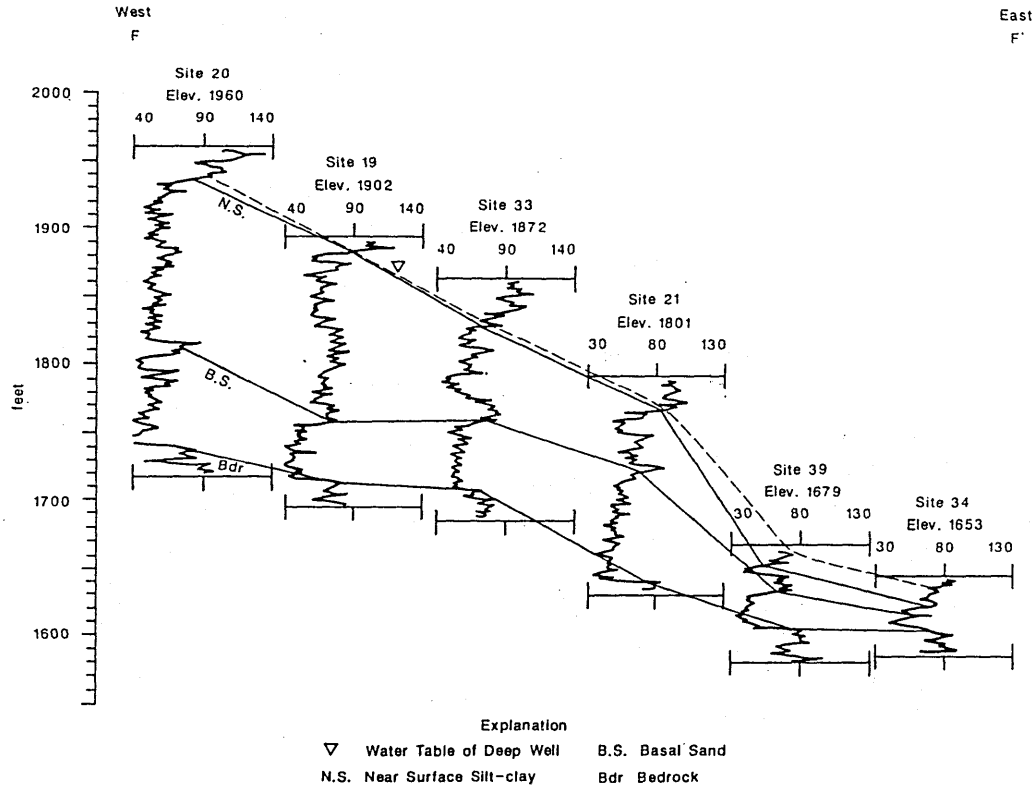 West
F
East
F'
Site 20
Elev. 1960
40 90 140
Site 19
Elev. 1902
40 90 140
Site 33
Elev. 1872
40 90 140
Site 21
Elev. 1801
30 80 130
Site 39
Elev. 1679
30 80 130
Site 34
Elev. 1653
30 80 130
2000
1900
1800
1700
1600
feet
N.S.
B.S.
Bdr
Explanation
▽ Water Table of Deep Well
B.S. Basal Sand
N.S. Near Surface Silt-clay
Bdr Bedrock